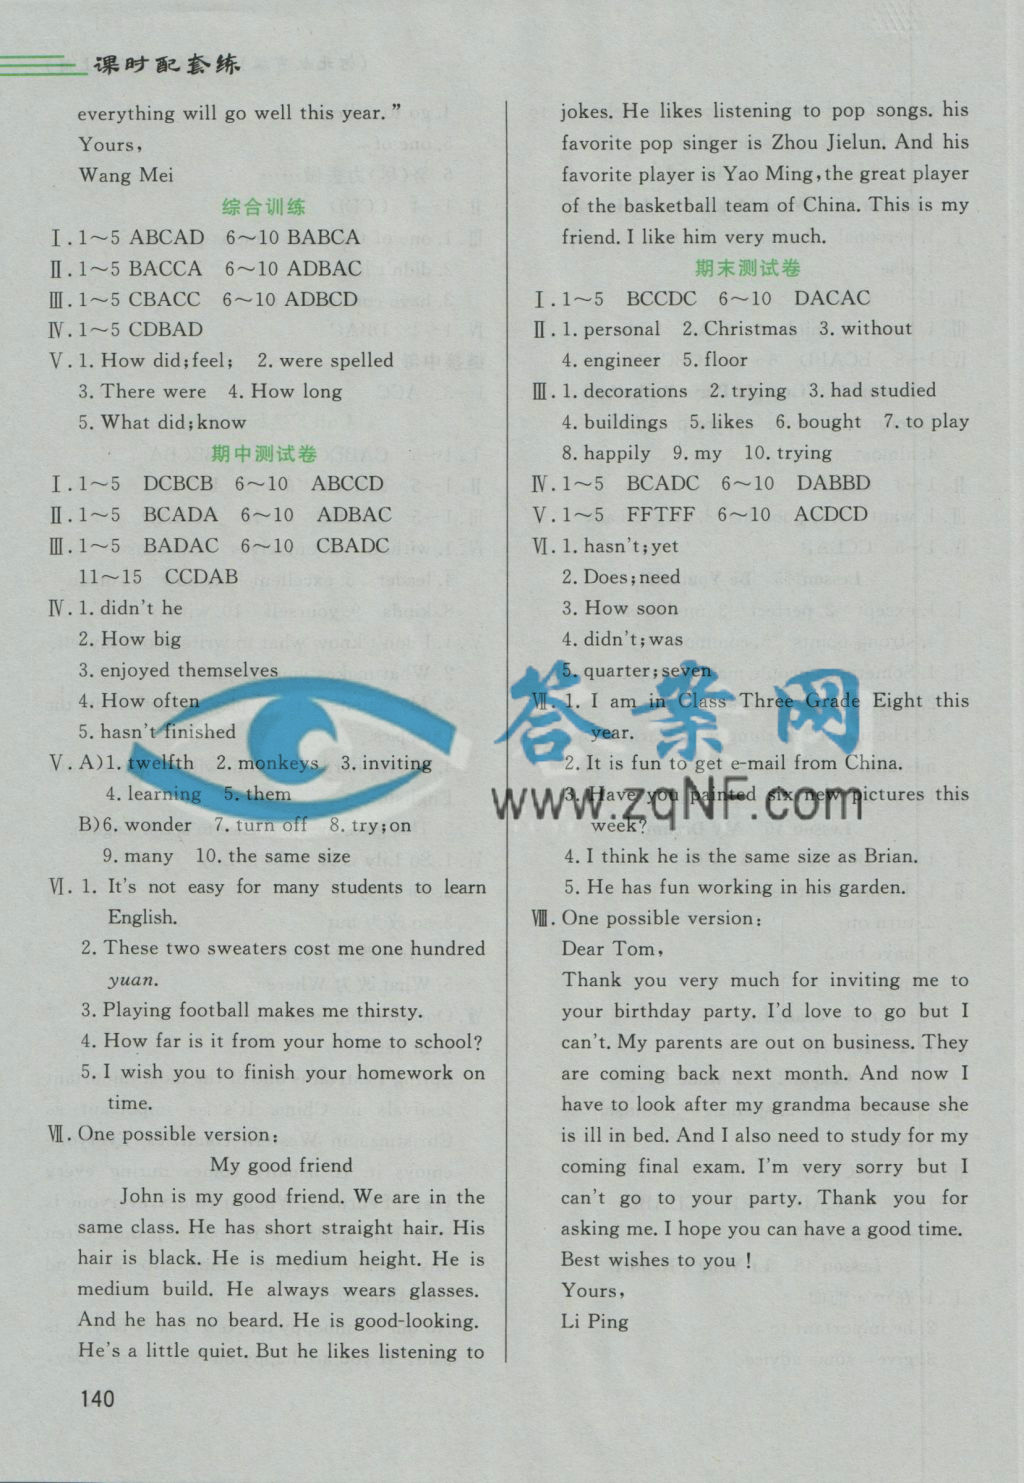 课时配套练
everything will go well this year.”
Yours,
Wang Mei
综合训练
Ⅰ. 1～5 ABCAD 6～10 BABCA
Ⅱ. 1～5 BACCA 6～10 ADBAC
Ⅲ. 1～5 CBACC 6～10 ADBCD
Ⅳ. 1～5 CDBAD
Ⅴ. 1. How did;feel; 2. were spelled
3. There were 4. How long
5. What did;know
期中测试卷
Ⅰ. 1～5 DCBCB 6～10 ABCCD
Ⅱ. 1～5 BCADA 6～10 ADBAC
Ⅲ. 1～5 BADAC 6～10 CBADC
11～15 CCDAB
Ⅳ. 1. didn't he
2. How big
3. enjoyed themselves
4. How often
5. hasn't finished
Ⅴ. A)1. twelfth 2. monkeys 3. inviting
4. learning 5. them
B)6. wonder 7. turn off 8. try;on
9. many 10. the same size
Ⅵ. 1. It's not easy for many students to learn
English.
2. These two sweaters cost me one hundred
yuan.
3. Playing football makes me thirsty.
4. How far is it from your home to school?
5. I wish you to finish your homework on
time.
Ⅶ. One possible version:
My good friend
John is my good friend. We are in the
same class. He has short straight hair. His
hair is black. He is medium height. He is
medium build. He always wears glasses.
And he has no beard. He is good-looking.
He's a little quiet. But he likes listening to
140
jokes. He likes listening to pop songs. his
favorite pop singer is Zhou Jielun. And his
favorite player is Yao Ming,the great player
of the basketball team of China. This is my
friend. I like him very much.
期末测试卷
Ⅰ. 1～5 BCCDC 6～10 DACAC
Ⅱ. 1. personal 2. Christmas 3. without
4. engineer 5. floor
Ⅲ. 1. decorations 2. trying 3. had studied
4. buildings 5. likes 6. bought 7. to play
8. happily 9. my 10. trying
Ⅳ. 1～5 BCADC 6～10 DABBD
Ⅴ. 1～5 FFTFF 6～10 ACDCD
Ⅵ. 1. hasn't;yet
2. Does;need
3. How soon
4. didn't;was
5. quarter;seven
Ⅶ. 1. I am in Class Three Grade Eight this
year.
2. It is fun to get e-mail from China.
3. Have you painted six new pictures this
week?
4. I think he is the same size as Brian.
5. He has fun working in his garden.
Ⅷ. One possible version:
Dear Tom,
Thank you very much for inviting me to
your birthday party. I'd love to go but I
can't. My parents are out on business. They
are coming back next month. And now I
have to look after my grandma because she
is ill in bed. And I also need to study for my
coming final exam. I'm very sorry but I
can't go to your party. Thank you for
asking me. I hope you can have a good time.
Best wishes to you !
Yours,
Li Ping
答案网
www.zqNF.com